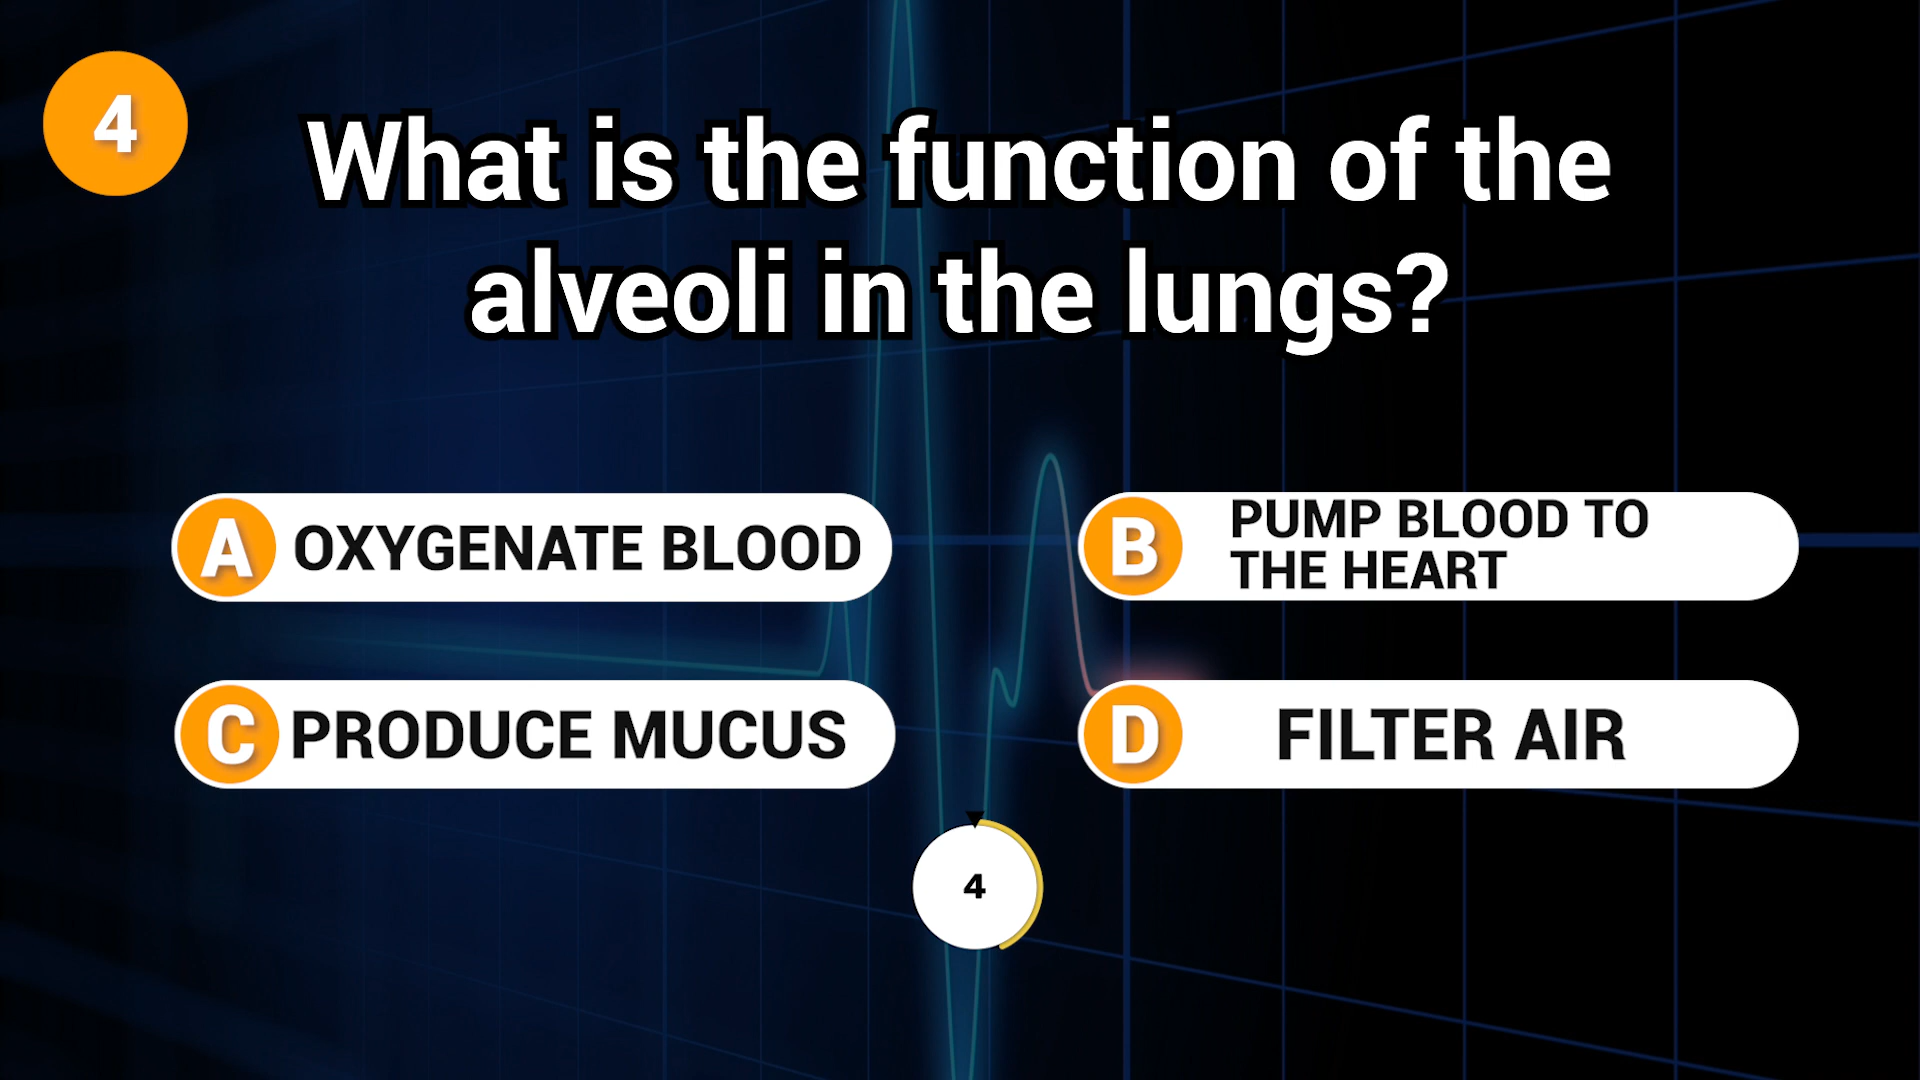 4
What is the function of the
alveoli in the lungs?
A OXYGENATE BLOOD
B PUMP BLOOD TO
THE HEART
C PRODUCE MUCUS
D FILTER AIR
4